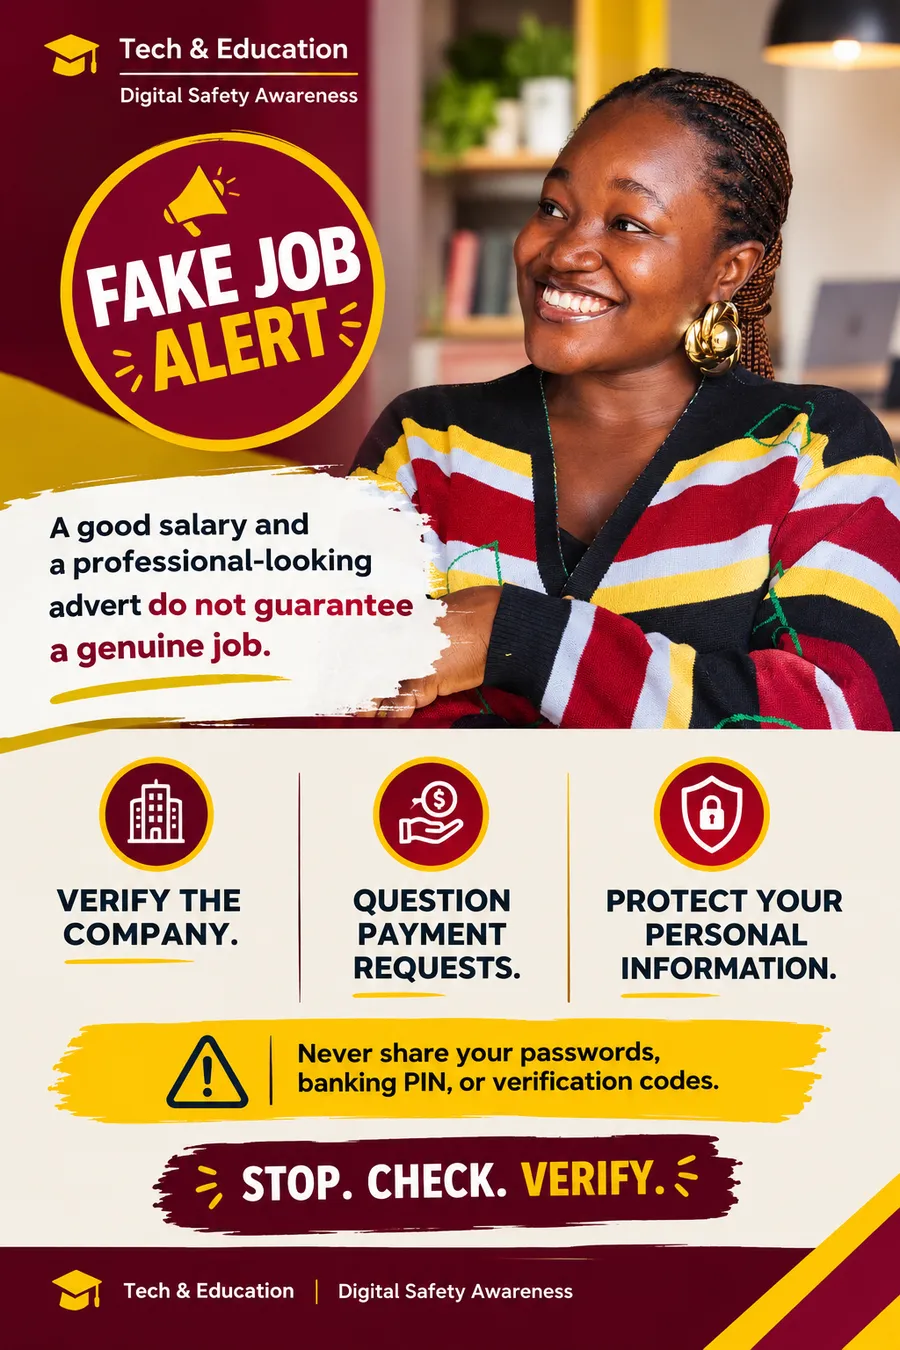 Tech & Education
Digital Safety Awareness
FAKE JOB
ALERT
A good salary and
a professional-looking
advert do not guarantee
a genuine job.
VERIFY THE
COMPANY.
QUESTION
PAYMENT
REQUESTS.
PROTECT YOUR
PERSONAL
INFORMATION.
Never share your passwords,
banking PIN, or verification codes.
STOP. CHECK. VERIFY.
Tech & Education | Digital Safety Awareness